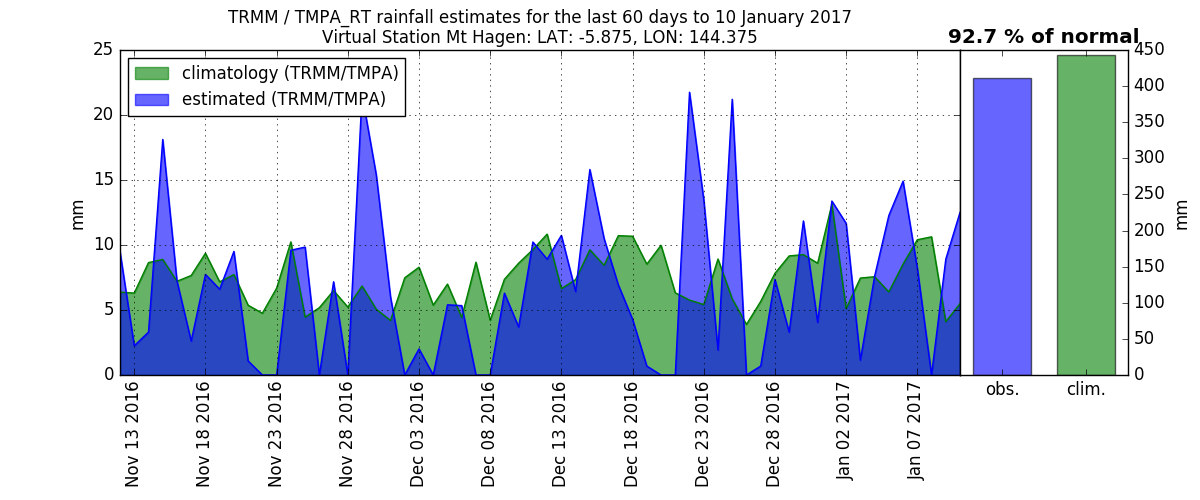 TRMM / TMPA_RT rainfall estimates for the last 60 days to 10 January 2017
Virtual Station Mt Hagen: LAT: -5.875, LON: 144.375
92.7 % of normal
climatology (TRMM/TMPA)
estimated (TRMM/TMPA)
25
20
15
10
5
0
mm
Nov 13 2016
Nov 18 2016
Nov 23 2016
Nov 28 2016
Dec 03 2016
Dec 08 2016
Dec 13 2016
Dec 18 2016
Dec 23 2016
Dec 28 2016
Jan 02 2017
Jan 07 2017
obs.
clim.
450
400
350
300
250
200
150
100
50
0
mm